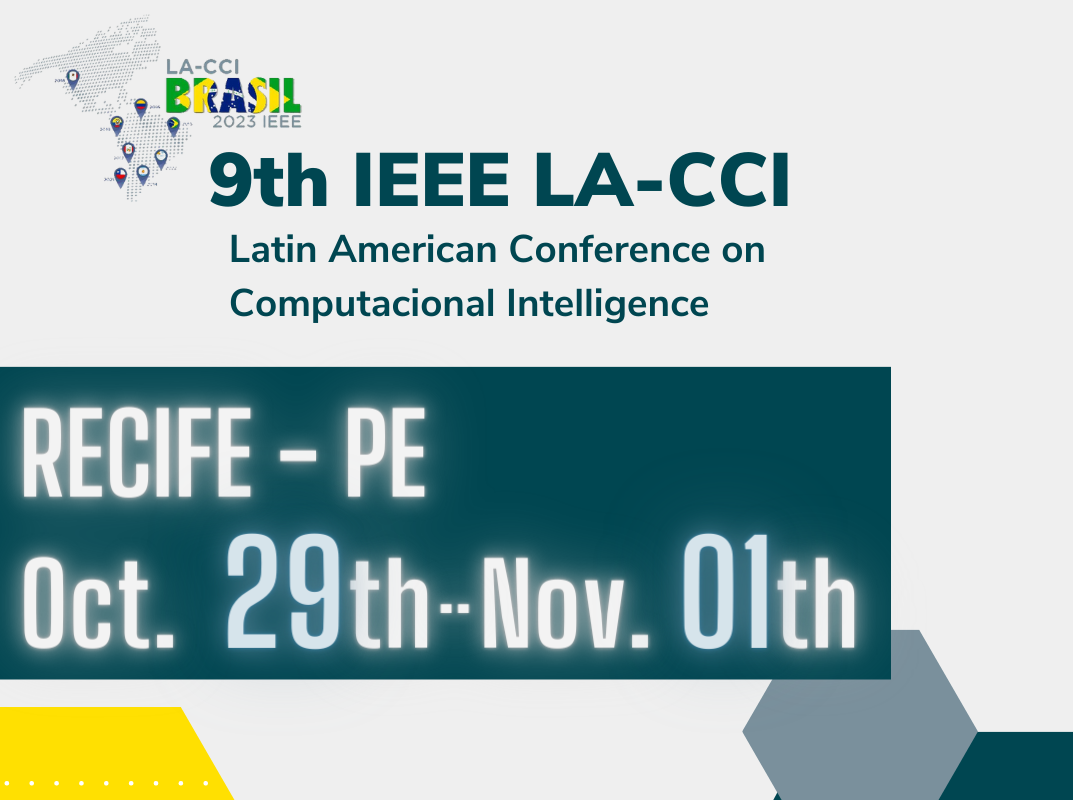 LA-CCI
BRASIL
2023 IEEE
9th IEEE LA-CCI
Latin American Conference on
Computacional Intelligence
RECIFE - PE
Oct. 29th--Nov. 01th